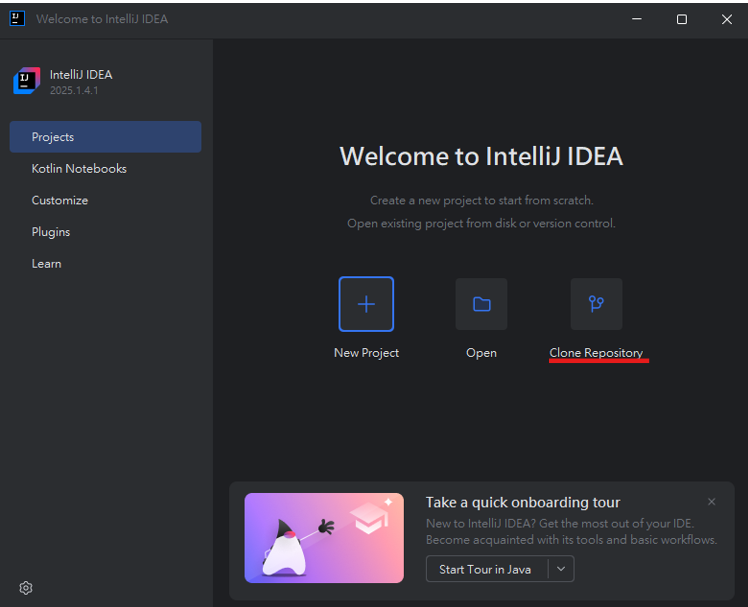 Welcome to IntelliJ IDEA
IntelliJ IDEA
2025.1.4.1
Projects
Kotlin Notebooks
Customize
Plugins
Learn
Welcome to IntelliJ IDEA
Create a new project to start from scratch.
Open existing project from disk or version control.
New Project
Open
Clone Repository
Take a quick onboarding tour
New to IntelliJ IDEA? Get the most out of your IDE.
Become acquainted with its tools and basic workflows.
Start Tour in Java